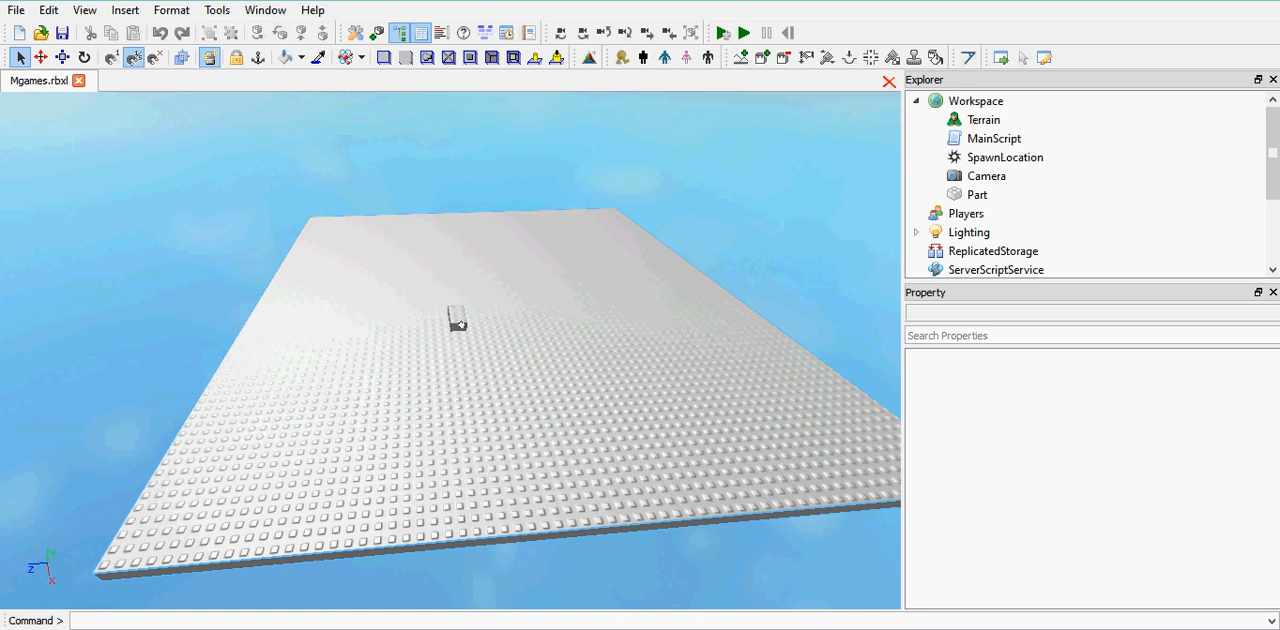 File Edit View Insert Format Tools Window Help
Mgames.rbxl
Explorer
Workspace
Terrain
MainScript
SpawnLocation
Camera
Part
Players
Lighting
ReplicatedStorage
ServerScriptService
Property
Search Properties
Y
Z
X
Command >